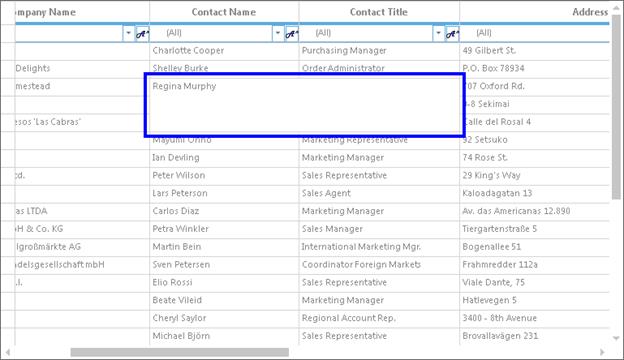 ompany Name Contact Name Contact Title Address
(All) (All) (All)
Charlotte Cooper Purchasing Manager 49 Gilbert St.
Delights Shelley Burke Order Administrator P.O. Box 78934
mestead Regina Murphy 707 Oxford Rd.
9-8 Sekimai
esos 'Las Cabras' Calle del Rosal 4
Mayumi Ohno Marketing Representative 92 Setsuko
Ian Devling Marketing Manager 74 Rose St.
td. Peter Wilson Sales Representative 29 King's Way
Lars Peterson Sales Agent Kaloadagatan 13
as LTDA Carlos Diaz Marketing Manager Av. das Americanas 12.890
H & Co. KG Petra Winkler Sales Manager Tiergartenstraße 5
lgroßmärkte AG Martin Bein International Marketing Mgr. Bogenallee 51
ndelsgesellschaft mbH Sven Petersen Coordinator Foreign Markets Frahmredder 112a
.l. Elio Rossi Sales Representative Viale Dante, 75
Beate Vileid Marketing Manager Hatlevegen 5
Cheryl Saylor Regional Account Rep. 3400 - 8th Avenue
Michael Björn Sales Representative Brovallavägen 231